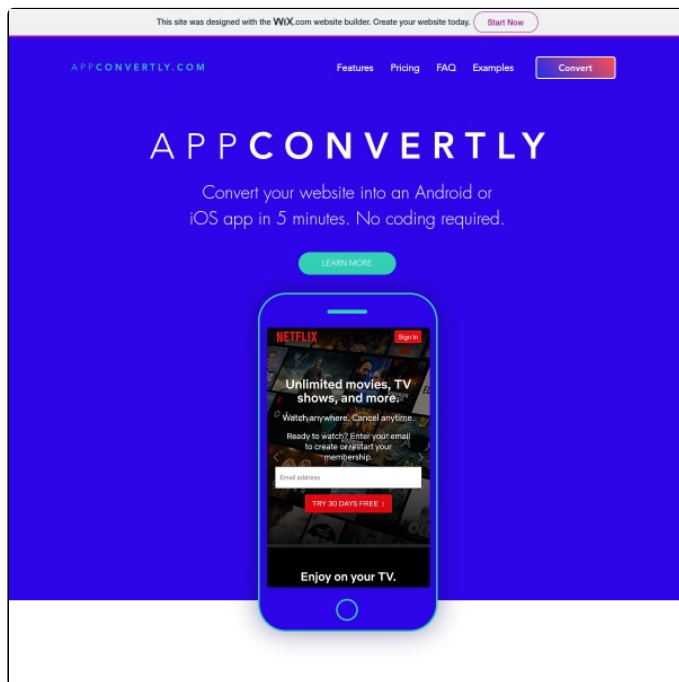 This site was designed with the WiX.com website builder. Create your website today. Start Now
APPCONVERTLY.COM Features Pricing FAQ Examples Convert
APPCONVERTLY
Convert your website into an Android or
iOS app in 5 minutes. No coding required.
LEARN MORE
NETFLIX Sign In
Unlimited movies, TV
shows, and more.
Watch anywhere. Cancel anytime.
Ready to watch? Enter your email
to create or restart your
membership.
Email address
TRY 30 DAYS FREE >
Enjoy on your TV.